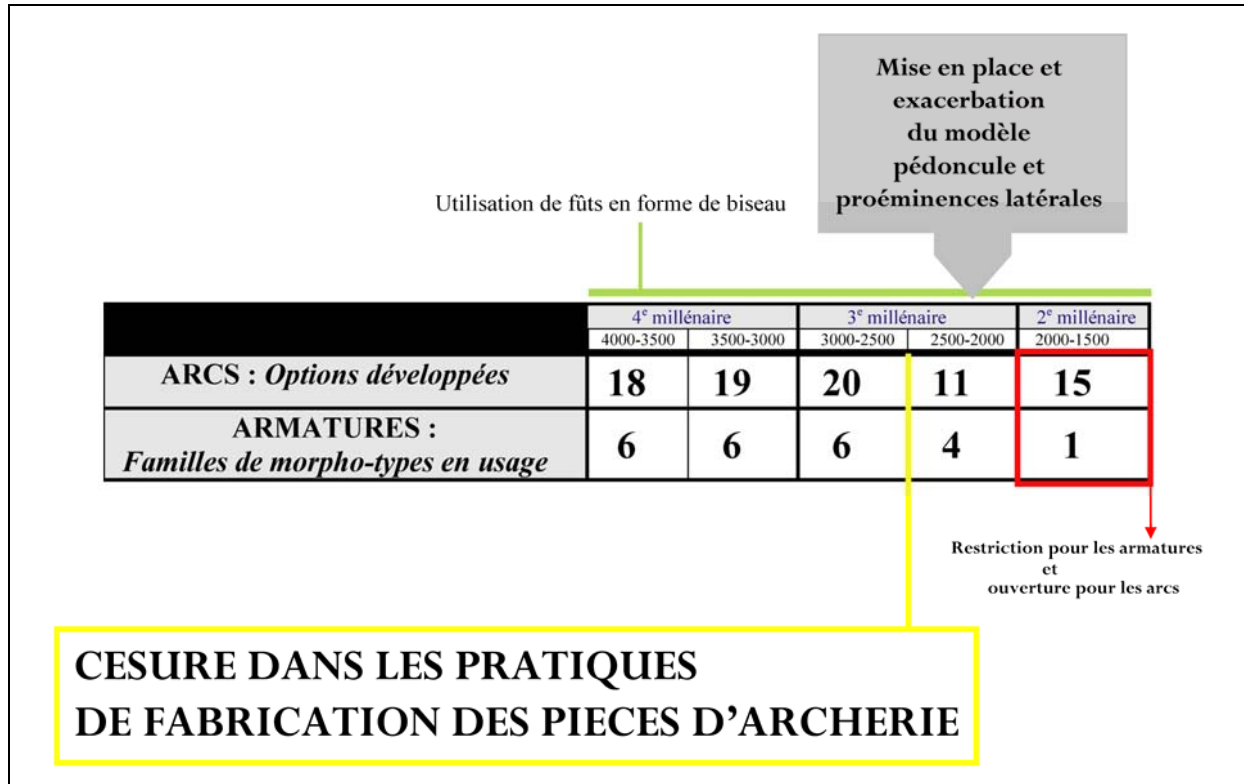 Mise en place et
exacerbation
du modèle
pédoncule et
proéminences latérales
Utilisation de fûts en forme de biseau
4e millénaire 3e millénaire 2e millénaire
4000-3500 3500-3000 3000-2500 2500-2000 2000-1500
ARCS : Options développées 18 19 20 11 15
ARMATURES :
Familles de morpho-types en usage 6 6 6 4 1
Restriction pour les armatures
et
ouverture pour les arcs
CESURE DANS LES PRATIQUES
DE FABRICATION DES PIECES D’ARCHERIE